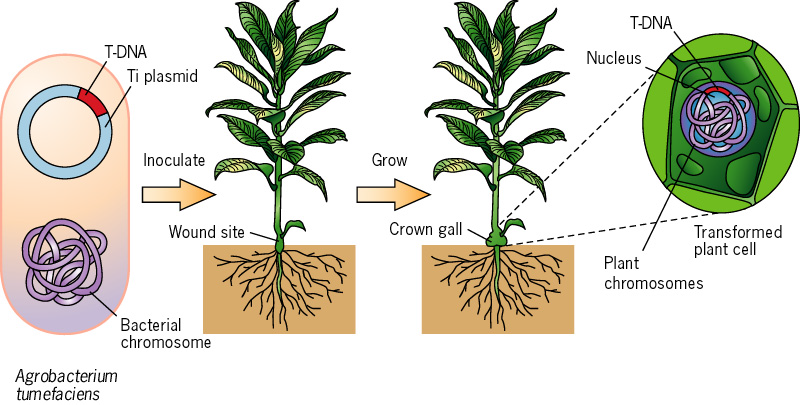 T-DNA
Ti plasmid
Bacterial
chromosome
Agrobacterium
tumefaciens
Inoculate
Wound site
Grow
Crown gall
T-DNA
Nucleus
Transformed
plant cell
Plant
chromosomes